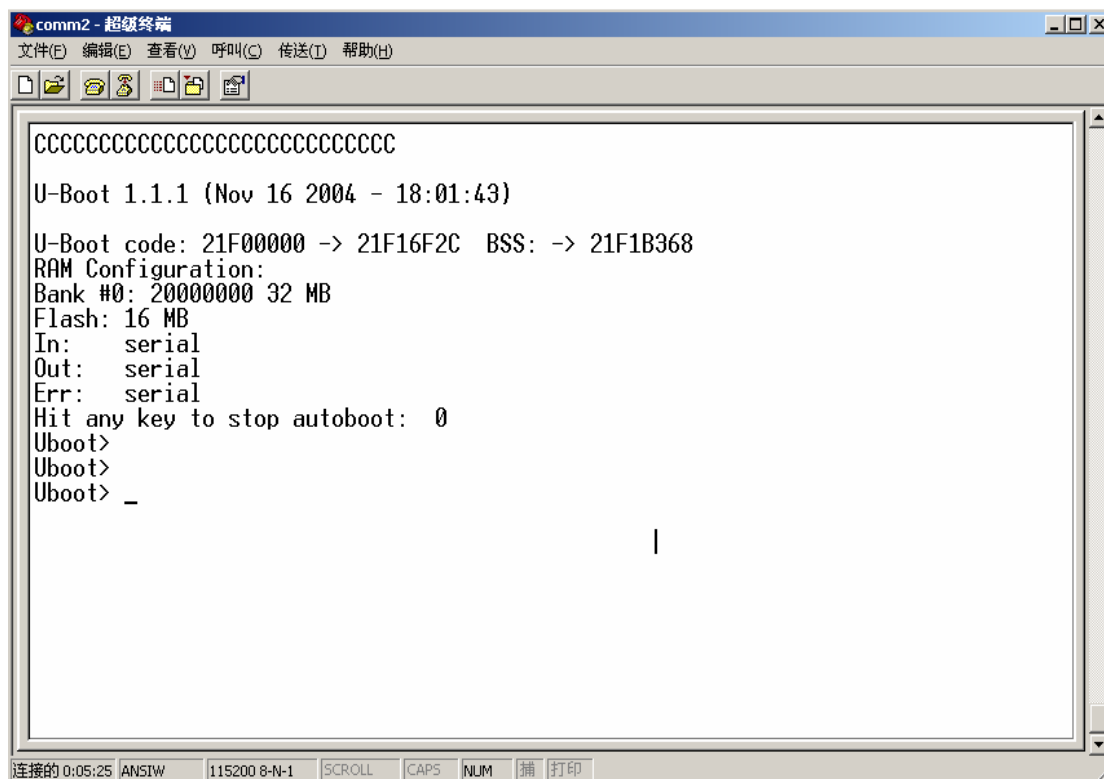 comm2 - 超级终端
文件(F) 编辑(E) 查看(V) 呼叫(C) 传送(T) 帮助(H)
CCCCCCCCCCCCCCCCCCCCCCCCCCCC
U-Boot 1.1.1 (Nov 16 2004 - 18:01:43)
U-Boot code: 21F00000 -> 21F16F2C  BSS: -> 21F1B368
RAM Configuration:
Bank #0: 20000000 32 MB
Flash: 16 MB
In:    serial
Out:   serial
Err:   serial
Hit any key to stop autoboot:  0
Uboot>
Uboot>
Uboot> _
连接的 0:05:25 ANSIW 115200 8-N-1 SCROLL CAPS NUM 捕 打印